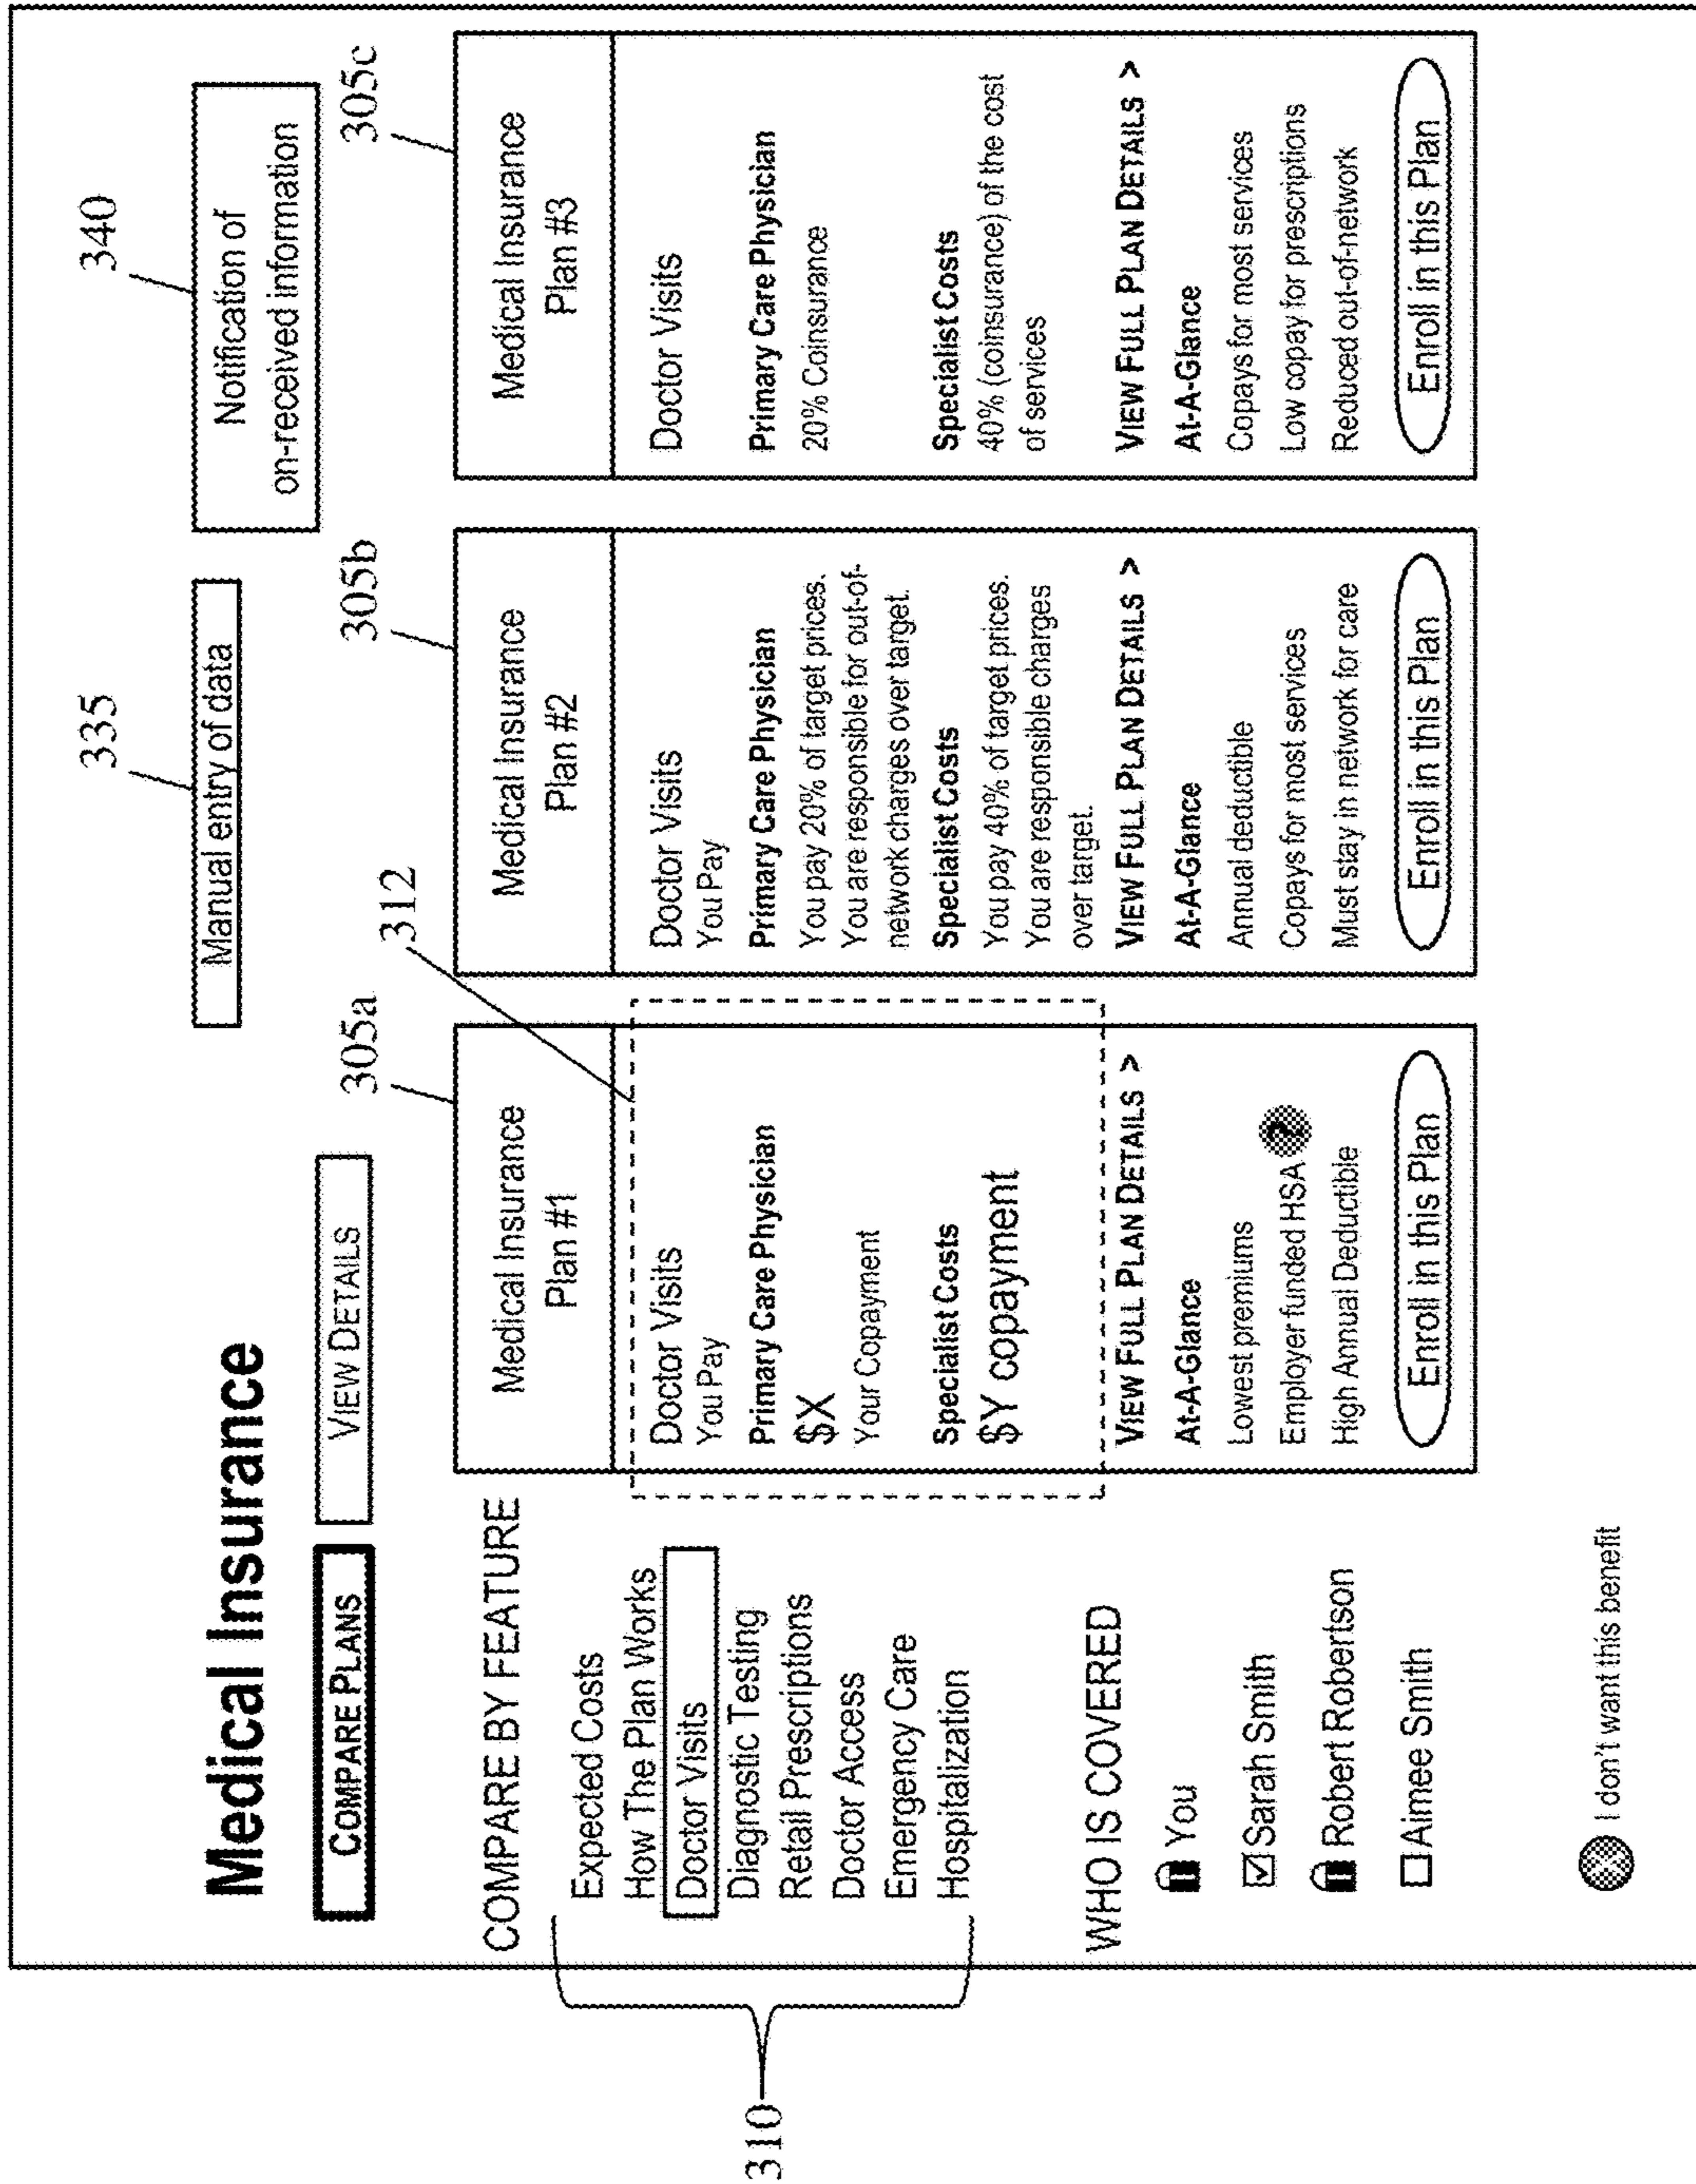 335
340
Medical Insurance
Manual entry of data
Notification of
on-received information
COMPARE PLANS
VIEW DETAILS
305a
312
305b
305c
COMPARE BY FEATURE
310
Expected Costs
How The Plan Works
Doctor Visits
Diagnostic Testing
Retail Prescriptions
Doctor Access
Emergency Care
Hospitalization
WHO IS COVERED
You
Sarah Smith
Robert Robertson
Aimee Smith
I don't want this benefit
Medical Insurance
Plan #1
Doctor Visits
You Pay
Primary Care Physician
$X
Your Copayment
Specialist Costs
$Y copayment
VIEW FULL PLAN DETAILS >
At-A-Glance
Lowest premiums
Employer funded HSA ?
High Annual Deductible
Enroll in this Plan
Medical Insurance
Plan #2
Doctor Visits
You Pay
Primary Care Physician
You pay 20% of target prices.
You are responsible for out-of-
network charges over target.
Specialist Costs
You pay 40% of target prices.
You are responsible charges
over target.
VIEW FULL PLAN DETAILS >
At-A-Glance
Annual deductible
Copays for most services
Must stay in network for care
Enroll in this Plan
Medical Insurance
Plan #3
Doctor Visits
Primary Care Physician
20% Coinsurance
Specialist Costs
40% (coinsurance) of the cost
of services
VIEW FULL PLAN DETAILS >
At-A-Glance
Copays for most services
Low copay for prescriptions
Reduced out-of-network
Enroll in this Plan